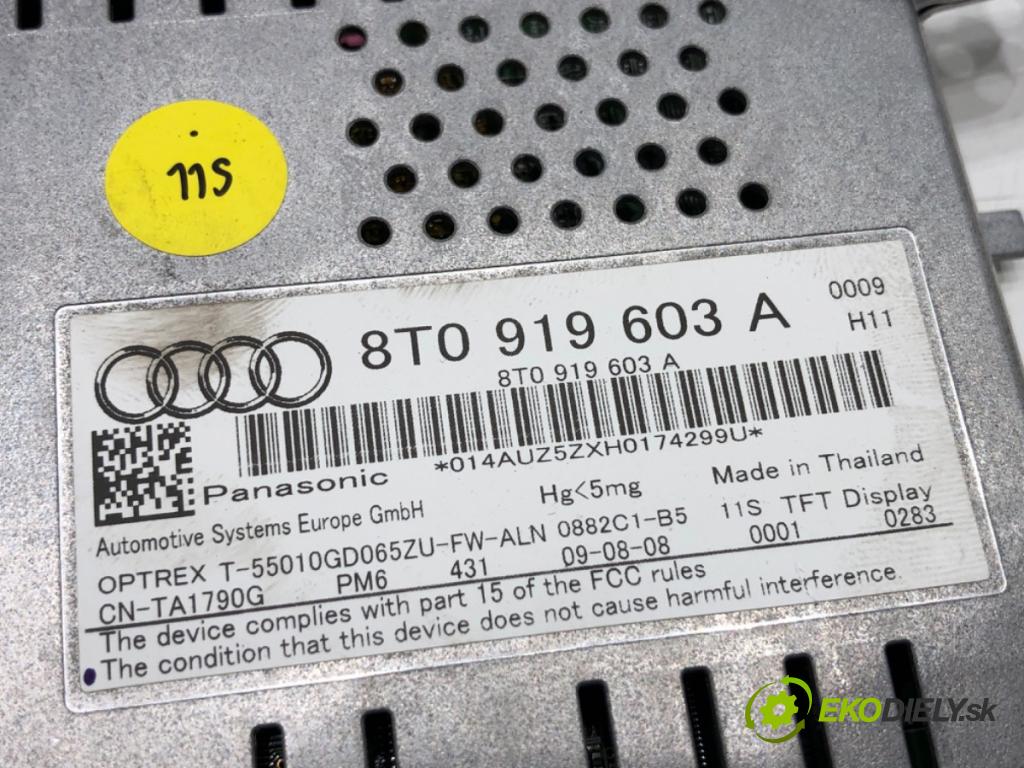 11S
8T0 919 603 A
0009
H11
8T0 919 603 A
*014AUZ5ZXH0174299U*
Panasonic
Automotive Systems Europe GmbH
Hg<5mg
Made in Thailand
OPTREX T-55010GD065ZU-FW-ALN 0882C1-B5 11S TFT Display
CN-TA1790G PM6 431 09-08-08 0001 0283
The device complies with part 15 of the FCC rules
The condition that this device does not cause harmful interference.
EKODIELY.sk